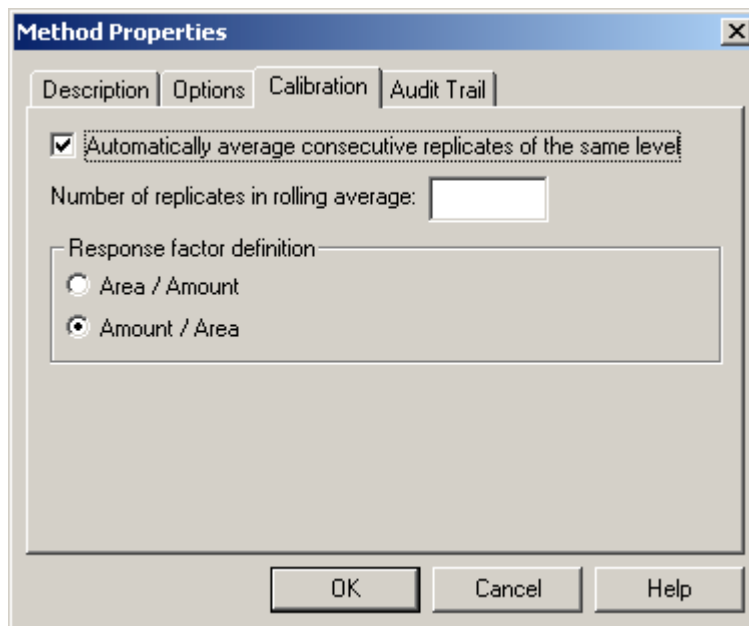 Method Properties
Description Options Calibration Audit Trail
Automatically average consecutive replicates of the same level
Number of replicates in rolling average:
Response factor definition
Area / Amount
Amount / Area
OK Cancel Help